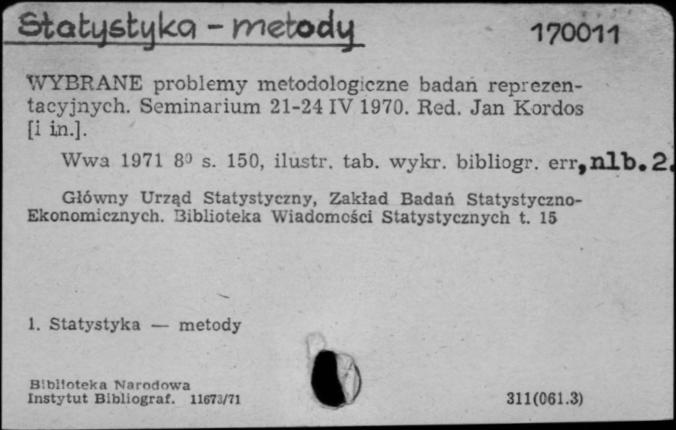 Statystyka - metody 170011
WYBRANE problemy metodologiczne badań reprezen-
tacyjnych. Seminarium 21-24 IV 1970. Red. Jan Kordos
[i in.].
Wwa 1971 8⁰ s. 150, ilustr. tab. wykr. bibliogr. err, nlb. 2.
Główny Urząd Statystyczny, Zakład Badań Statystyczno-
Ekonomicznych. Biblioteka Wiadomości Statystycznych t. 15
1. Statystyka — metody
Biblioteka Narodowa
Instytut Bibliograf. 11673/71 311(061.3)